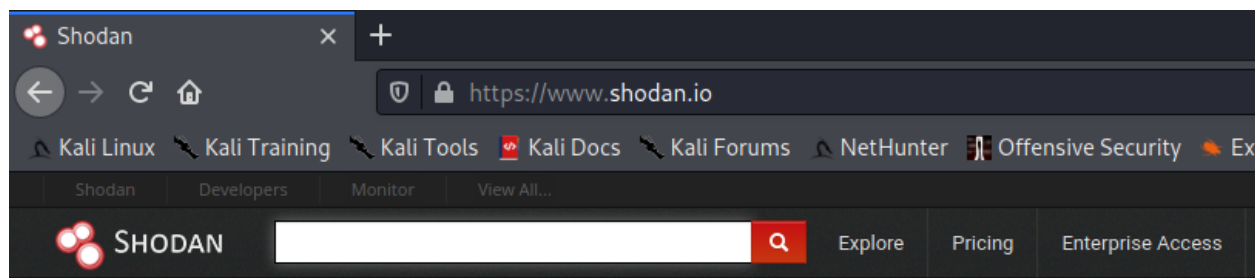 Shodan
https://www.shodan.io
Kali Linux Kali Training Kali Tools Kali Docs Kali Forums NetHunter Offensive Security Ex
Shodan Developers Monitor View All...
SHODAN Explore Pricing Enterprise Access